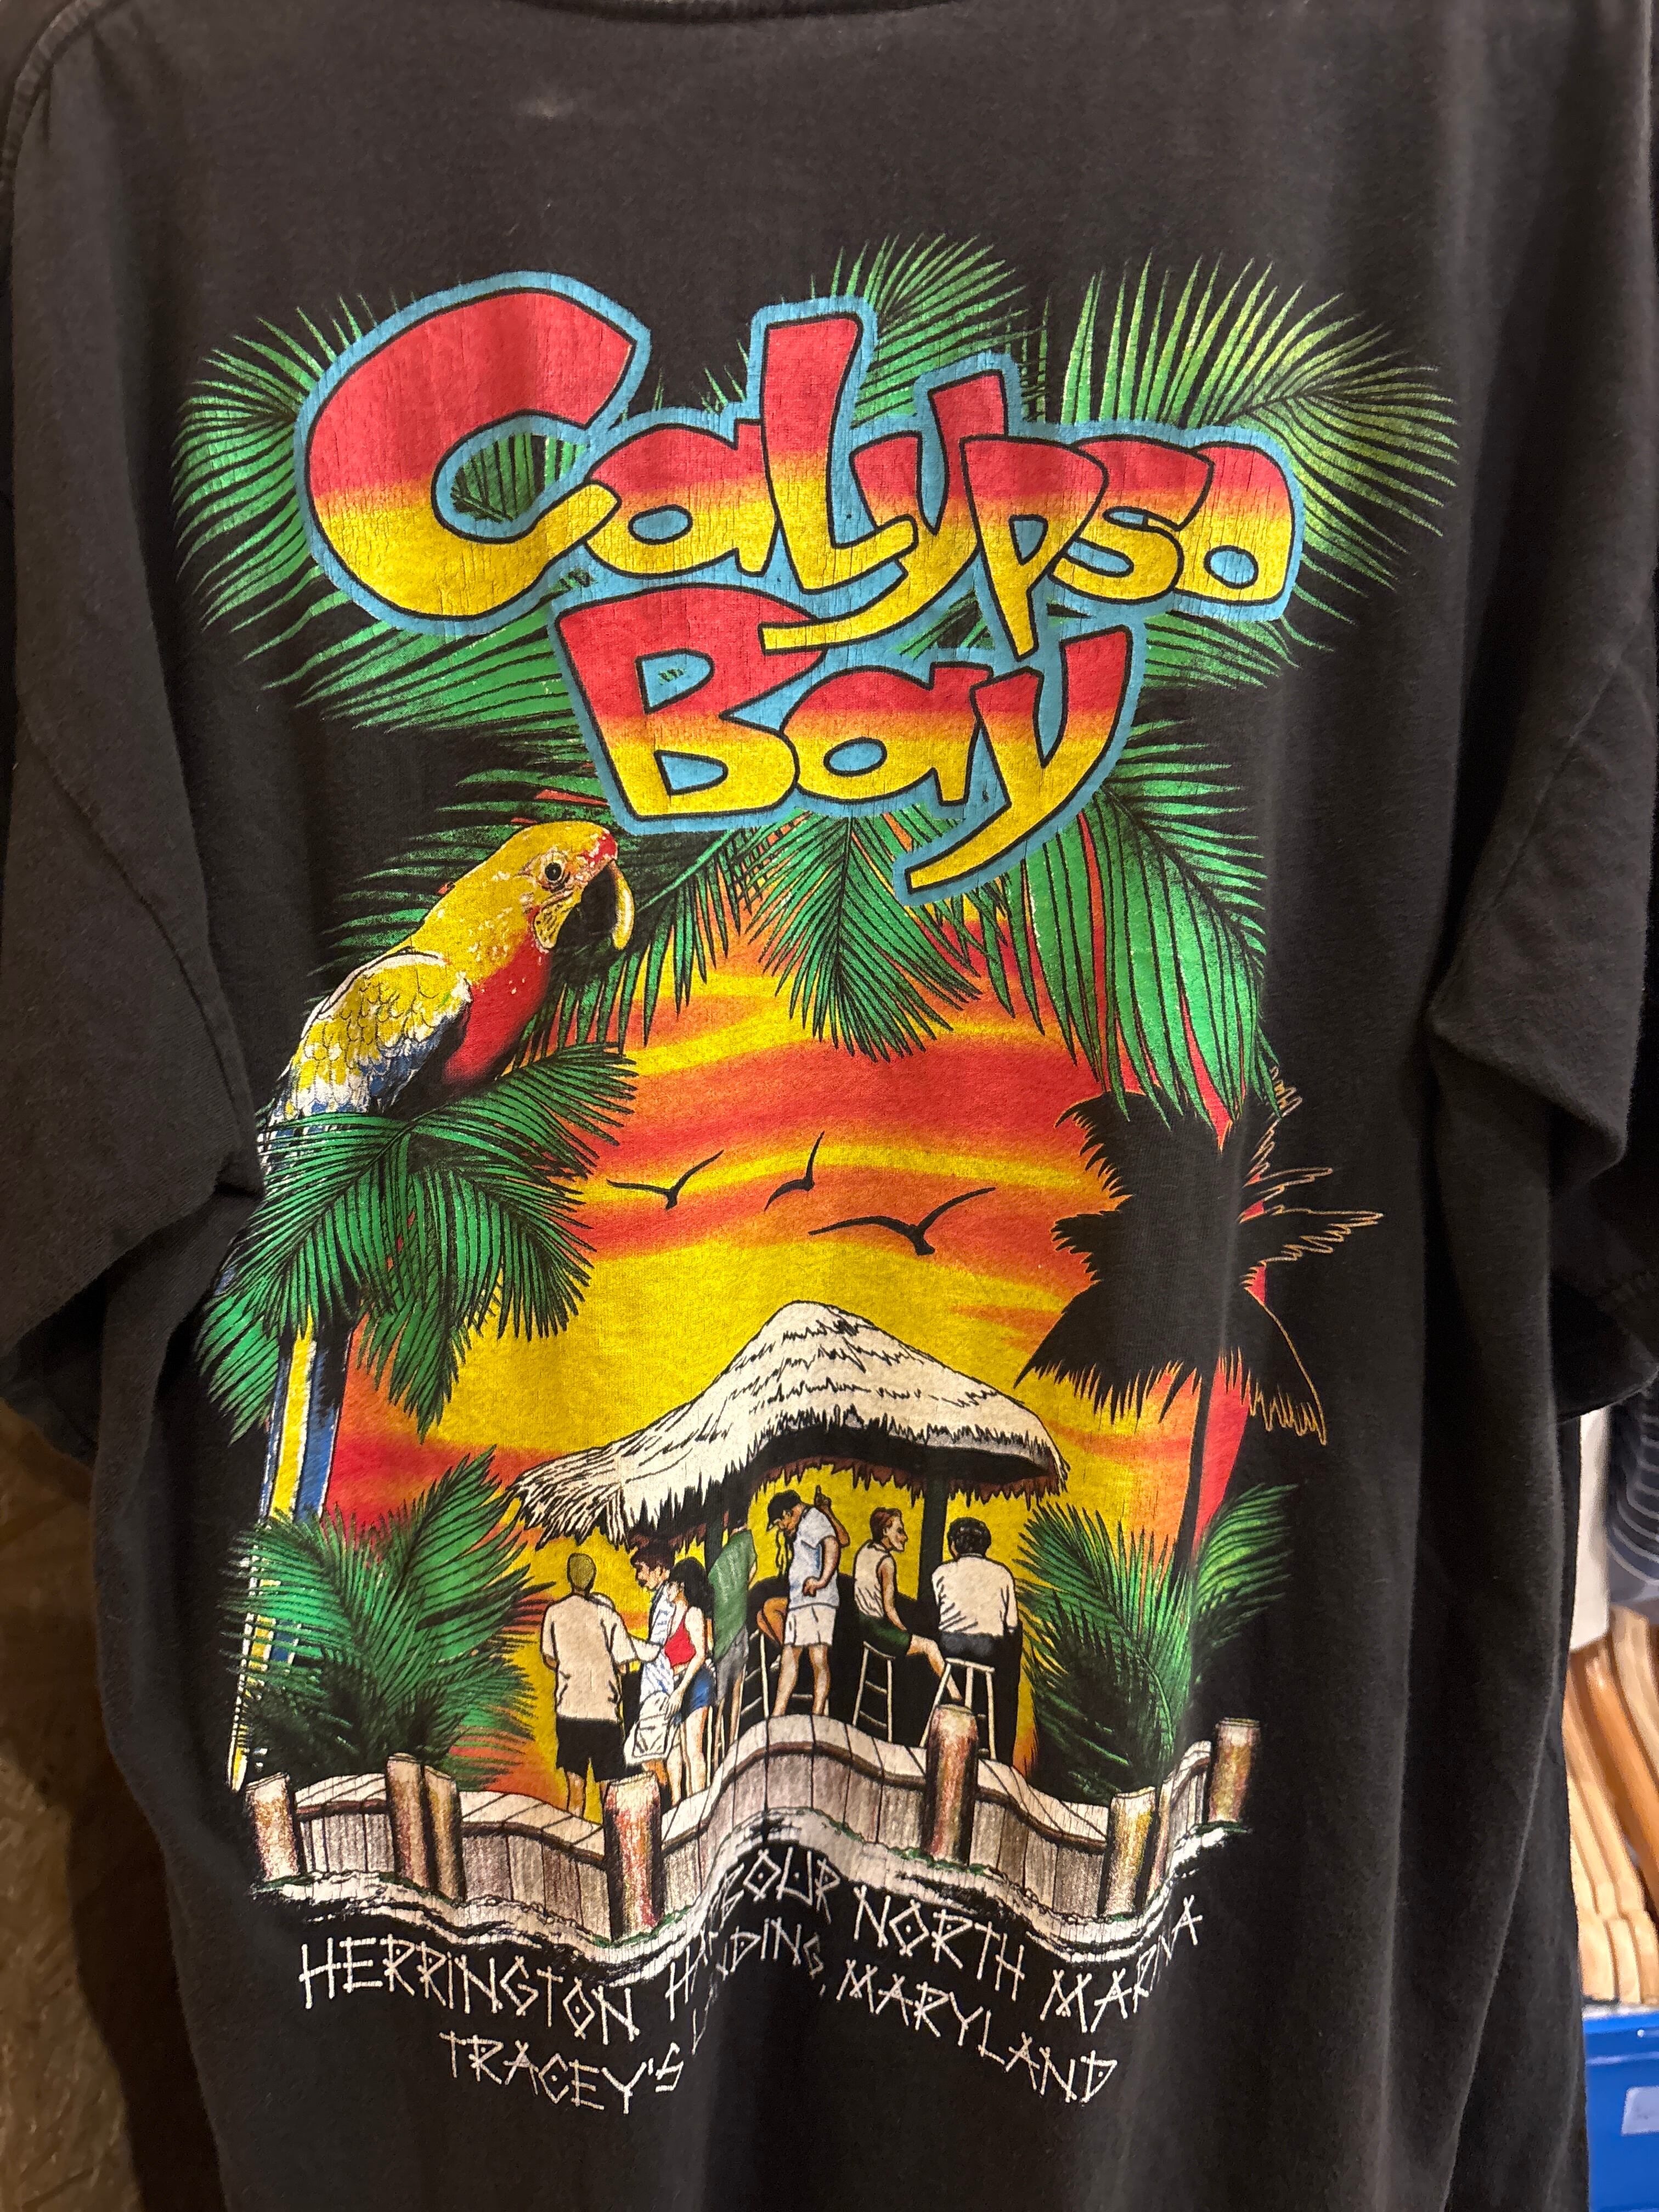 Calypso
Bay
HERRINGTON HARBOUR NORTH MARINA
TRACEY'S LANDING, MARYLAND